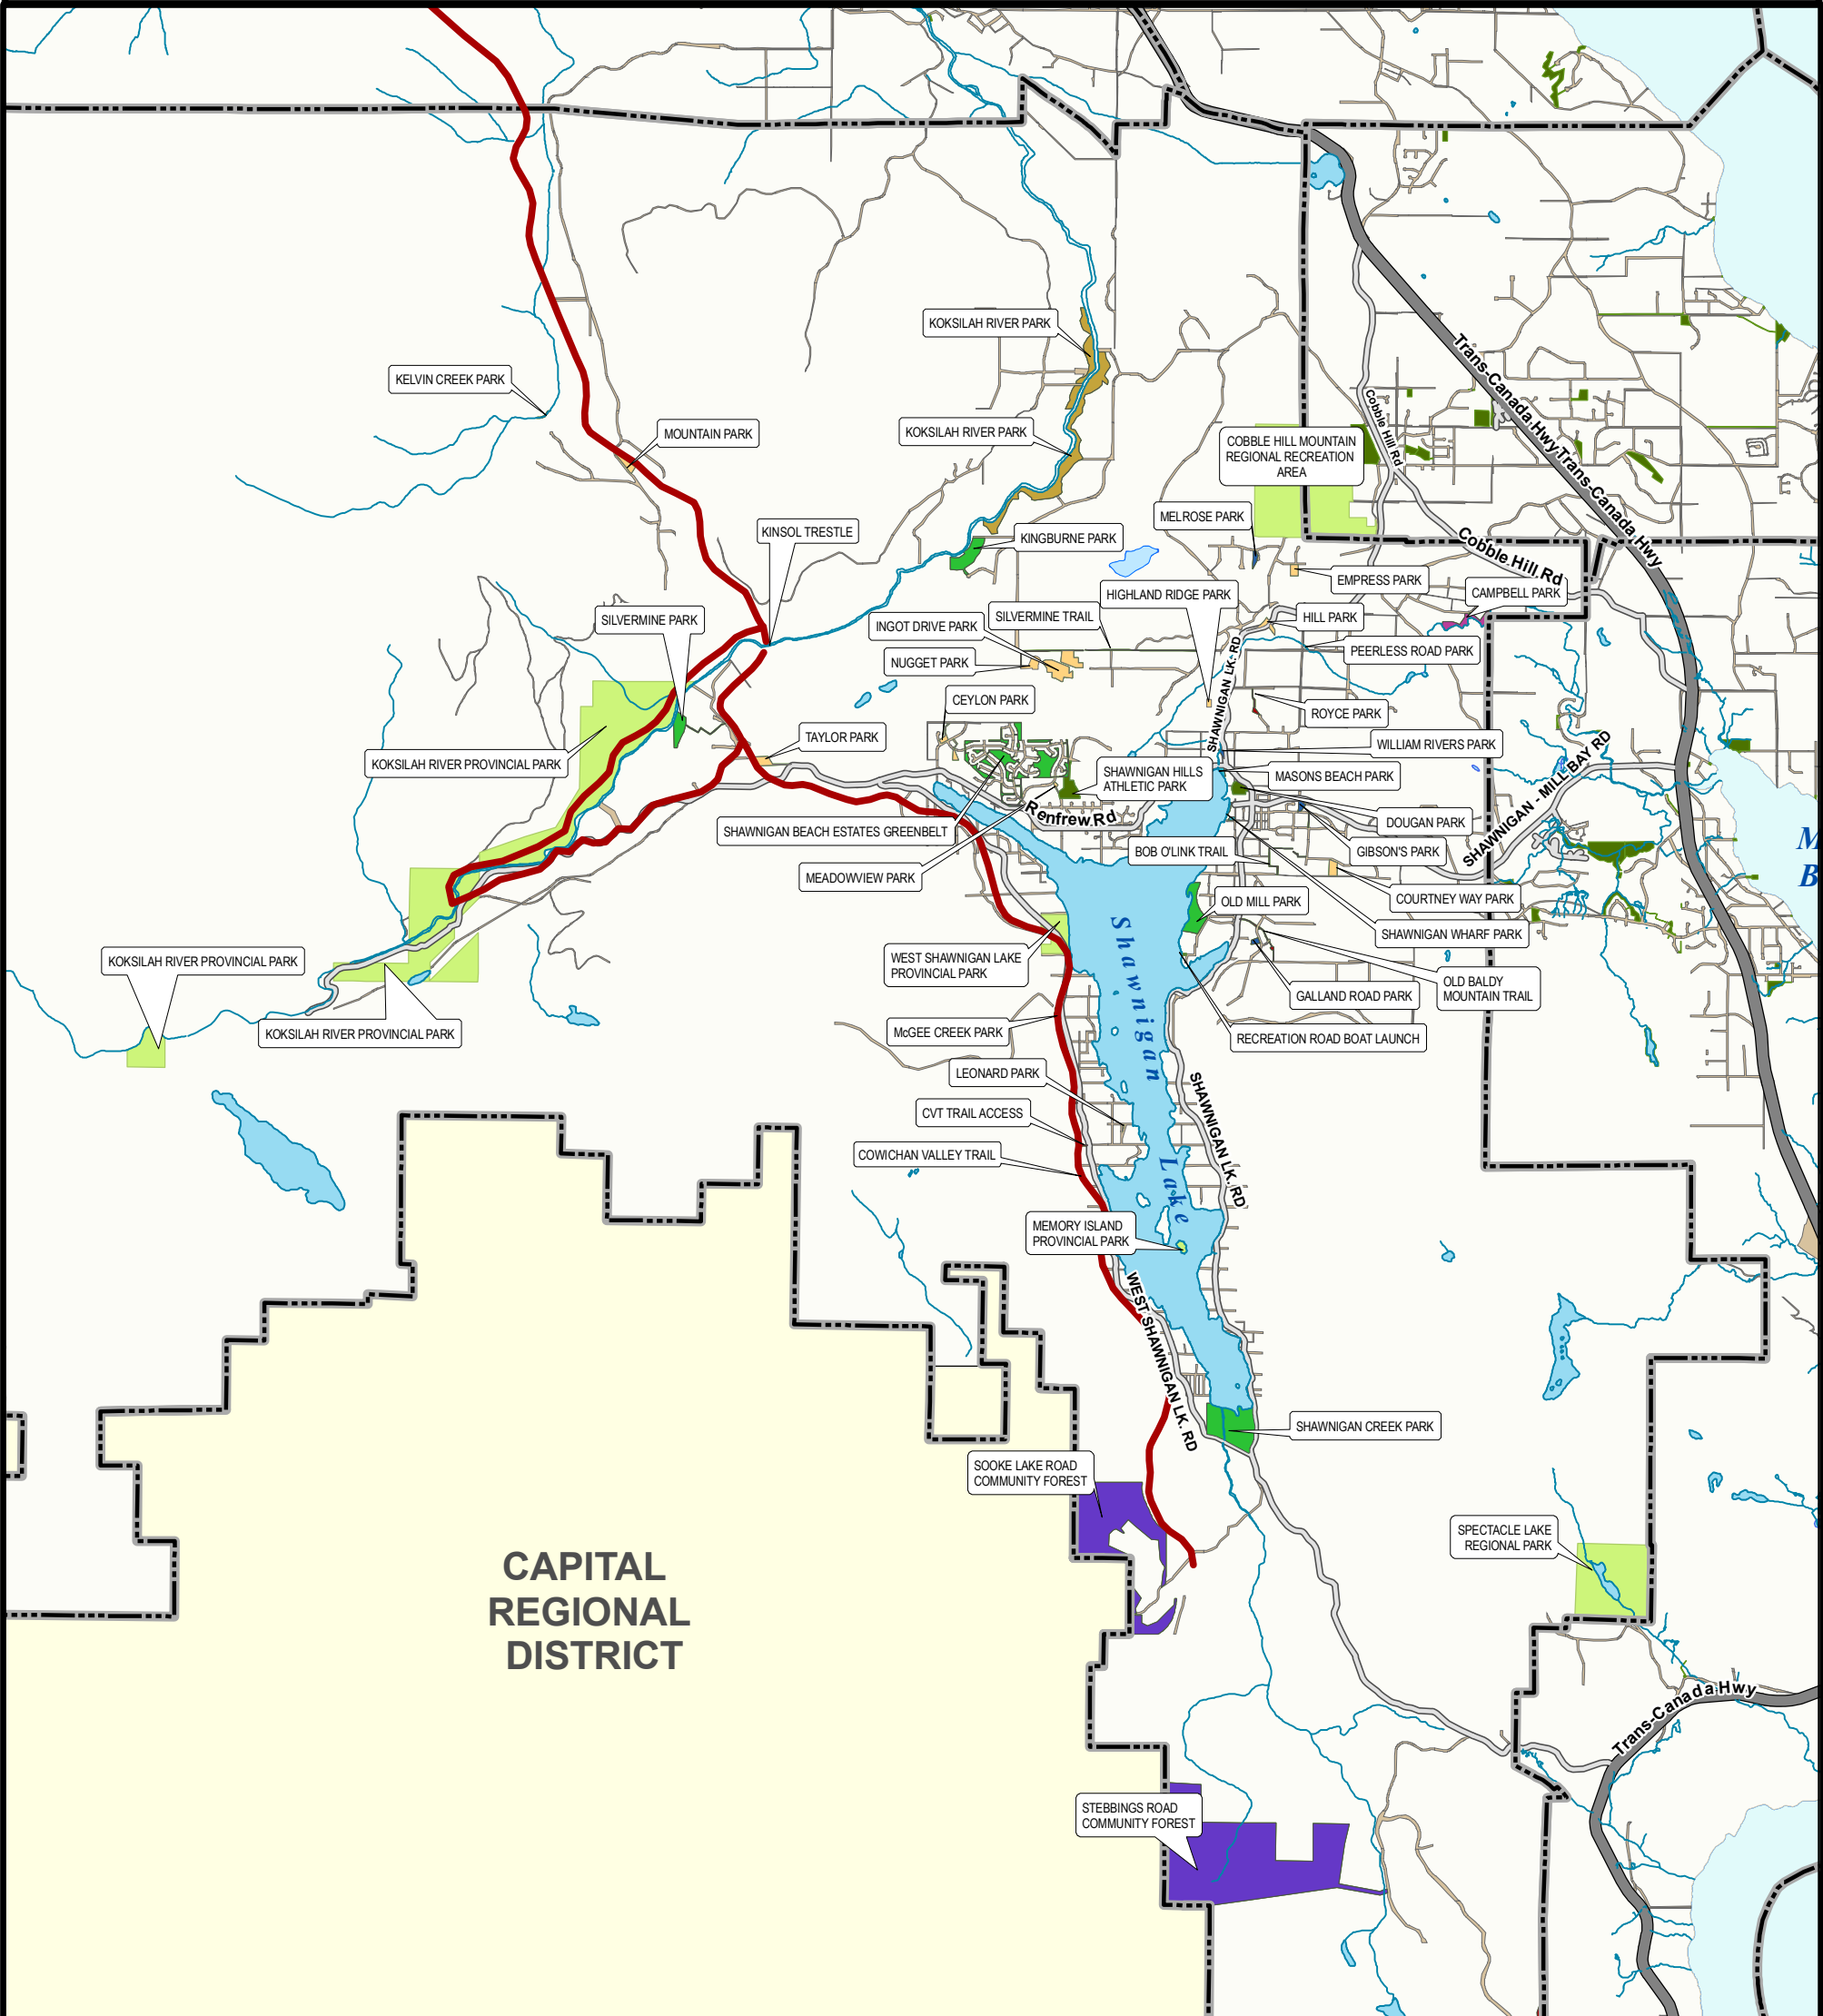 KOKSILAH RIVER PARK
Trans-Canada Hwy
KELVIN CREEK PARK
Cobble Hill Rd
MOUNTAIN PARK
KOKSILAH RIVER PARK
COBBLE HILL MOUNTAIN
REGIONAL RECREATION
AREA
Trans-Canada Hwy
MELROSE PARK
KINSOL TRESTLE
KINGBURNE PARK
Cobble Hill Rd
EMPRESS PARK
CAMPBELL PARK
HIGHLAND RIDGE PARK
SILVERMINE PARK
SILVERMINE TRAIL
HILL PARK
INGOT DRIVE PARK
PEERLESS ROAD PARK
NUGGET PARK
SHAWNIGAN LK. RD
CEYLON PARK
ROYCE PARK
TAYLOR PARK
WILLIAM RIVERS PARK
KOKSILAH RIVER PROVINCIAL PARK
SHAWNIGAN HILLS
ATHLETIC PARK
MASONS BEACH PARK
SHAWNIGAN - MILL BAY RD
Renfrew Rd
DOUGAN PARK
SHAWNIGAN BEACH ESTATES GREENBELT
BOB O'LINK TRAIL
GIBSON'S PARK
M
B
MEADOWVIEW PARK
COURTNEY WAY PARK
OLD MILL PARK
SHAWNIGAN WHARF PARK
KOKSILAH RIVER PROVINCIAL PARK
WEST SHAWNIGAN LAKE
PROVINCIAL PARK
OLD BALDY
MOUNTAIN TRAIL
GALLAND ROAD PARK
KOKSILAH RIVER PROVINCIAL PARK
McGEE CREEK PARK
RECREATION ROAD BOAT LAUNCH
Shawnigan
Lake
LEONARD PARK
CVT TRAIL ACCESS
SHAWNIGAN LK. RD
COWICHAN VALLEY TRAIL
MEMORY ISLAND
PROVINCIAL PARK
WEST SHAWNIGAN LK. RD
SHAWNIGAN CREEK PARK
SOOKE LAKE ROAD
COMMUNITY FOREST
SPECTACLE LAKE
REGIONAL PARK
CAPITAL
REGIONAL
DISTRICT
Trans-Canada Hwy
STEBBINGS ROAD
COMMUNITY FOREST